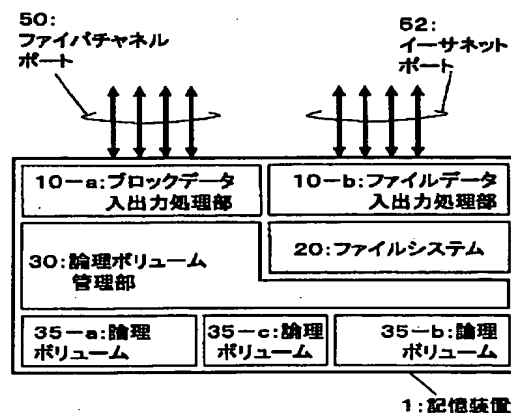 50:
ファイバチャネル
ポート
52:
イーサネット
ポート
10-a:ブロックデータ
入出力処理部
10-b:ファイルデータ
入出力処理部
30:論理ボリューム
管理部
20:ファイルシステム
35-a:論理
ボリューム
35-c:論理
ボリューム
35-b:論理
ボリューム
1:記憶装置